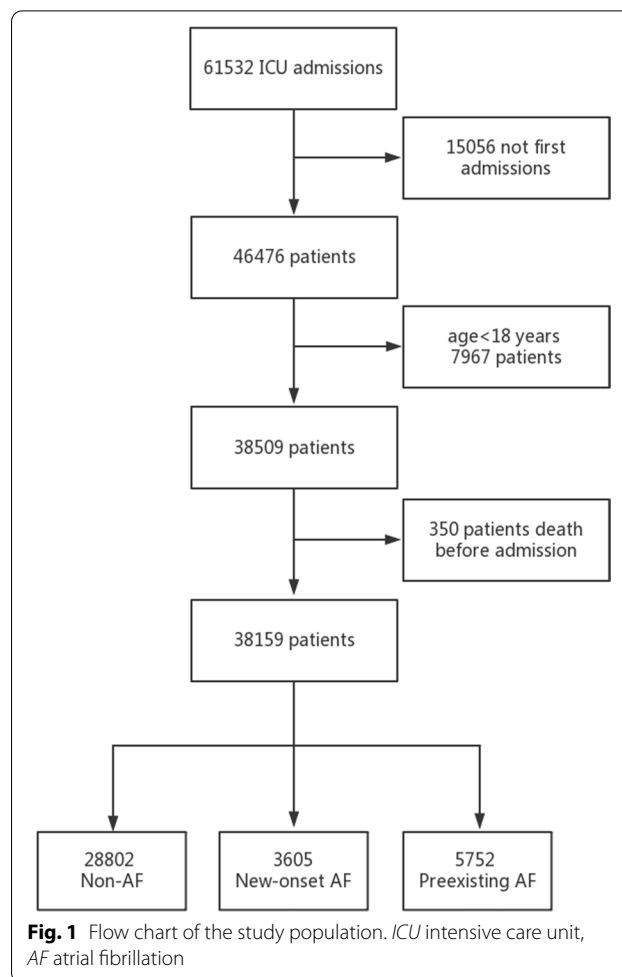 61532 ICU admissions
15056 not first
admissions
46476 patients
age<18 years
7967 patients
38509 patients
350 patients death
before admission
38159 patients
28802
Non-AF
3605
New-onset AF
5752
Preexisting AF
Fig. 1 Flow chart of the study population. ICU intensive care unit,
AF atrial fibrillation